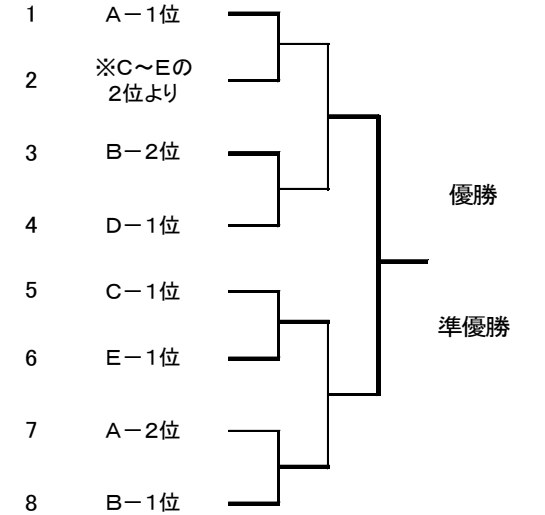 1 A－1位
2 ※C～Eの
2位より
3 B－2位
4 D－1位
優勝
5 C－1位
準優勝
6 E－1位
7 A－2位
8 B－1位